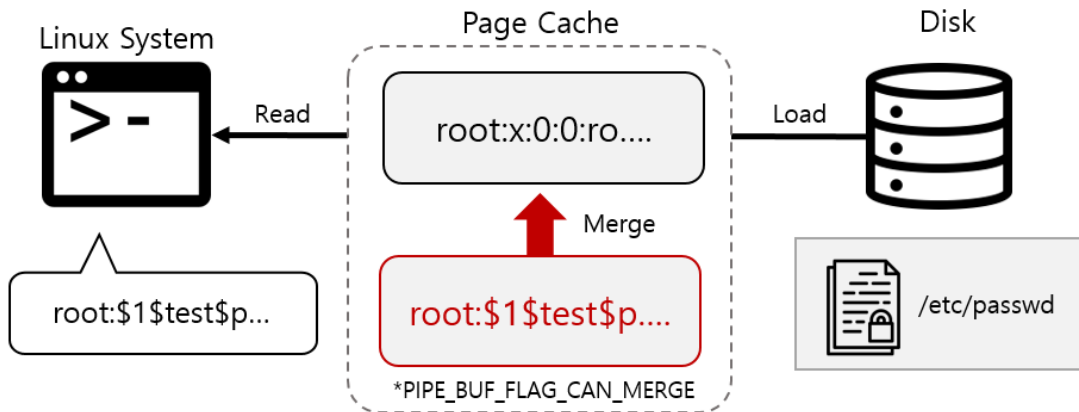 Linux System
Page Cache
Disk
>-
Read
root:x:0:0:ro....
Load
Merge
root:$1$test$p...
root:$1$test$p....
/etc/passwd
*PIPE_BUF_FLAG_CAN_MERGE